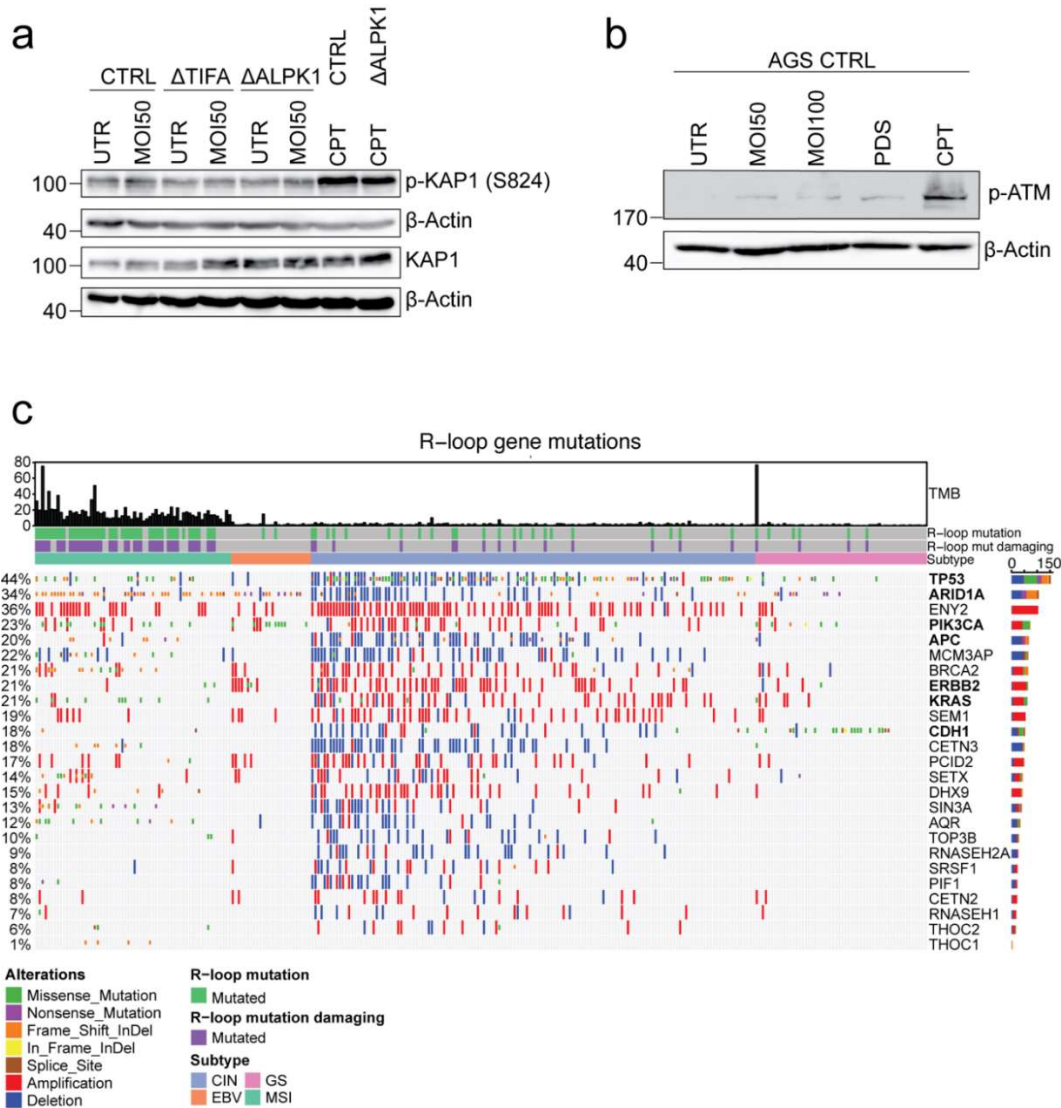 a
CTRL ΔTIFA ΔALPK1 CTRL ΔALPK1
UTR MOI50 UTR MOI50 UTR MOI50 CPT CPT
100 p-KAP1 (S824)
40 β-Actin
100 KAP1
40 β-Actin
b
AGS CTRL
UTR MOI50 MOI100 PDS CPT
170 p-ATM
40 β-Actin
c
R-loop gene mutations
80
60
40
20
0
TMB
R-loop mutation
R-loop mut damaging
Subtype
0 150
44% TP53
34% ARID1A
36% ENY2
23% PIK3CA
20% APC
22% MCM3AP
21% BRCA2
21% ERBB2
21% KRAS
19% SEM1
18% CDH1
18% CETN3
17% PCID2
14% SETX
15% DHX9
13% SIN3A
12% AQR
10% TOP3B
9% RNASEH2A
8% SRSF1
8% PIF1
8% CETN2
7% RNASEH1
6% THOC2
1% THOC1
Alterations
Missense_Mutation
Nonsense_Mutation
Frame_Shift_InDel
In_Frame_InDel
Splice_Site
Amplification
Deletion
R-loop mutation
Mutated
R-loop mutation damaging
Mutated
Subtype
CIN GS
EBV MSI